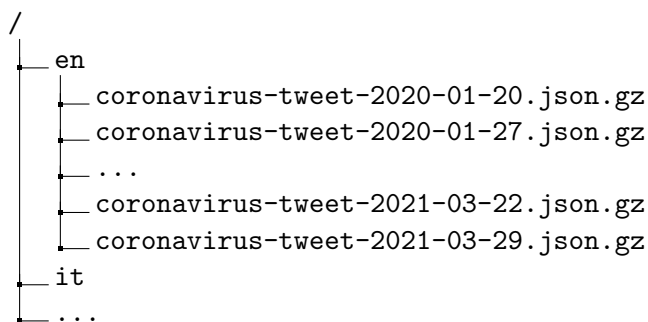 /
en
coronavirus-tweet-2020-01-20.json.gz
coronavirus-tweet-2020-01-27.json.gz
...
coronavirus-tweet-2021-03-22.json.gz
coronavirus-tweet-2021-03-29.json.gz
it
...